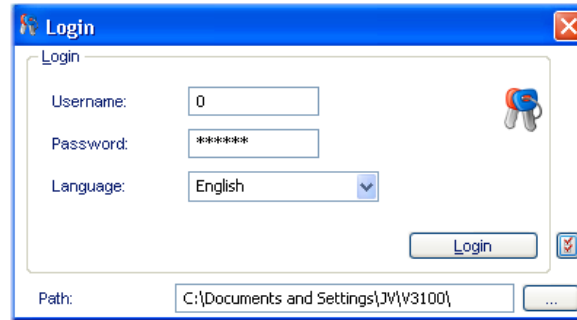 Login
Login
Username: 0
Password: ******
Language: English
Login
Path: C:\Documents and Settings\JV\V3100\ ...